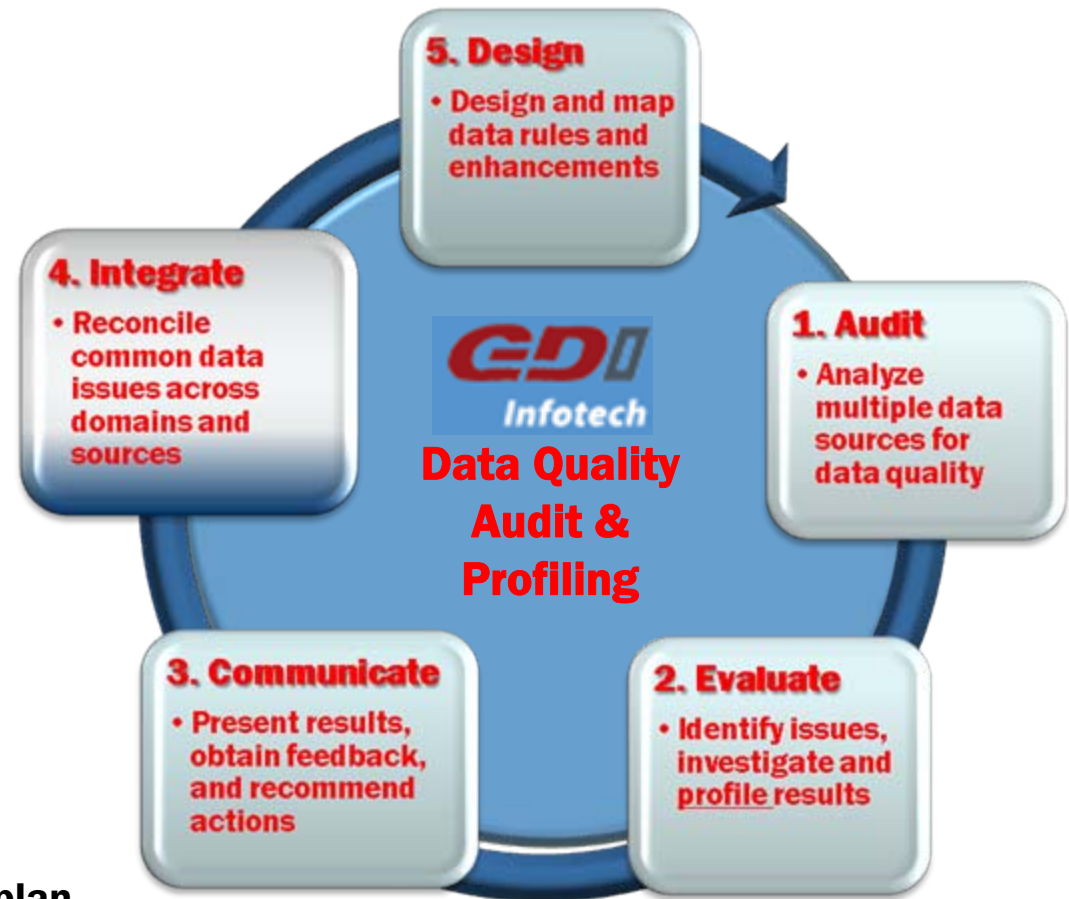 5. Design
• Design and map
data rules and
enhancements
4. Integrate
• Reconcile
common data
issues across
domains and
sources
1. Audit
• Analyze
multiple data
sources for
data quality
GDI
Infotech
Data Quality
Audit &
Profiling
3. Communicate
• Present results,
obtain feedback,
and recommend
actions
2. Evaluate
• Identify issues,
investigate and
profile results
plan